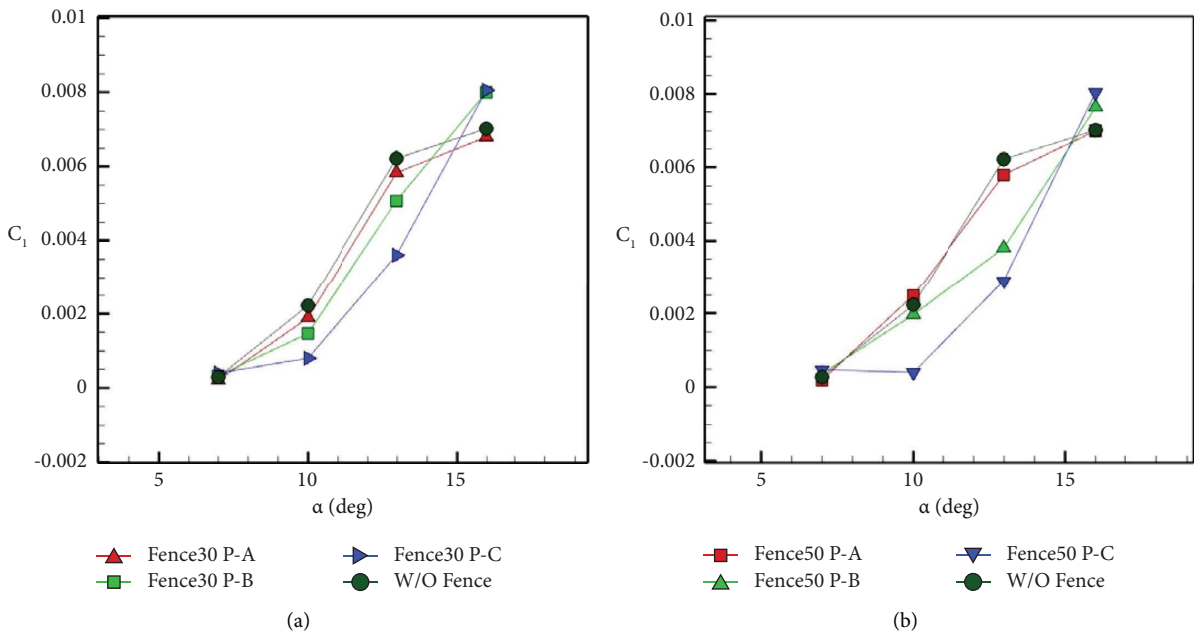 0.01
0.008
0.006
C₁ 0.004
0.002
0
-0.002
5 10 15
α (deg)
Fence30 P-A Fence30 P-C
Fence30 P-B W/O Fence
(a)
0.01
0.008
0.006
C₁ 0.004
0.002
0
-0.002
5 10 15
α (deg)
Fence50 P-A Fence50 P-C
Fence50 P-B W/O Fence
(b)